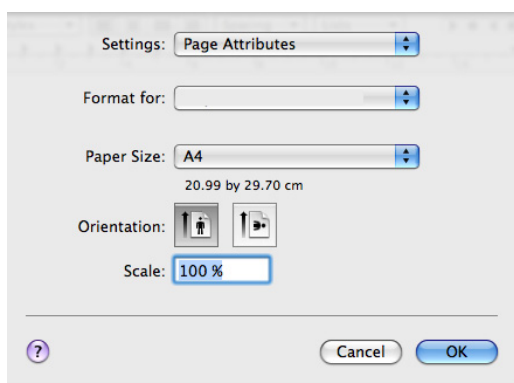 Settings: Page Attributes
Format for:
Paper Size: A4
20.99 by 29.70 cm
Orientation:
Scale: 100 %
? Cancel OK